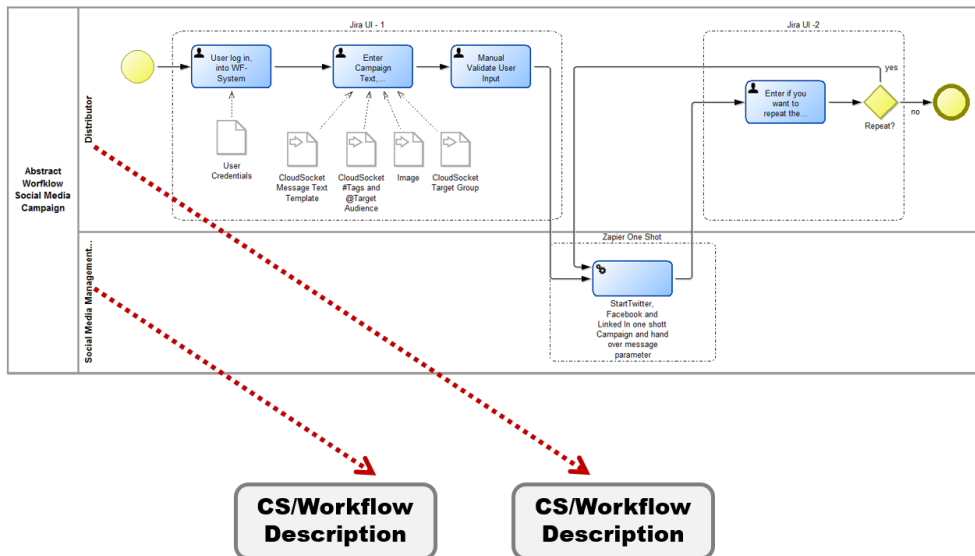 Jira UI - 1
Jira UI -2
User log in,
into WF-
System
Enter
Campaign
Text,...
Manual
Validate User
Input
yes
Enter if you
want to
repeat the...
no
Repeat?
Distributor
User
Credentials
CloudSocket
Message Text
Template
CloudSocket
#Tags and
@Target
Audience
Image
CloudSocket
Target Group
Abstract
Worfklow
Social Media
Campaign
Social Media Management...
Zapier One Shot
StartTwitter,
Facebook and
Linked In one shott
Campaign and hand
over message
parameter
CS/Workflow
Description
CS/Workflow
Description